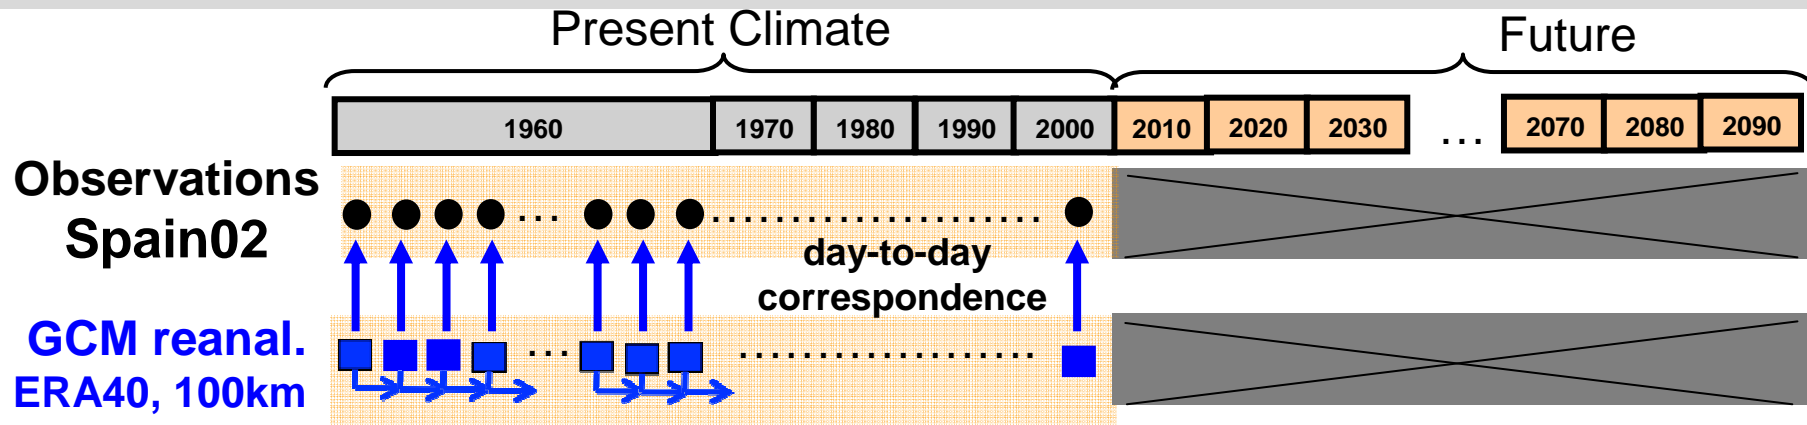 Present Climate Future
1960 1970 1980 1990 2000 2010 2020 2030 ... 2070 2080 2090
Observations
Spain02
day-to-day
correspondence
GCM reanal.
ERA40, 100km